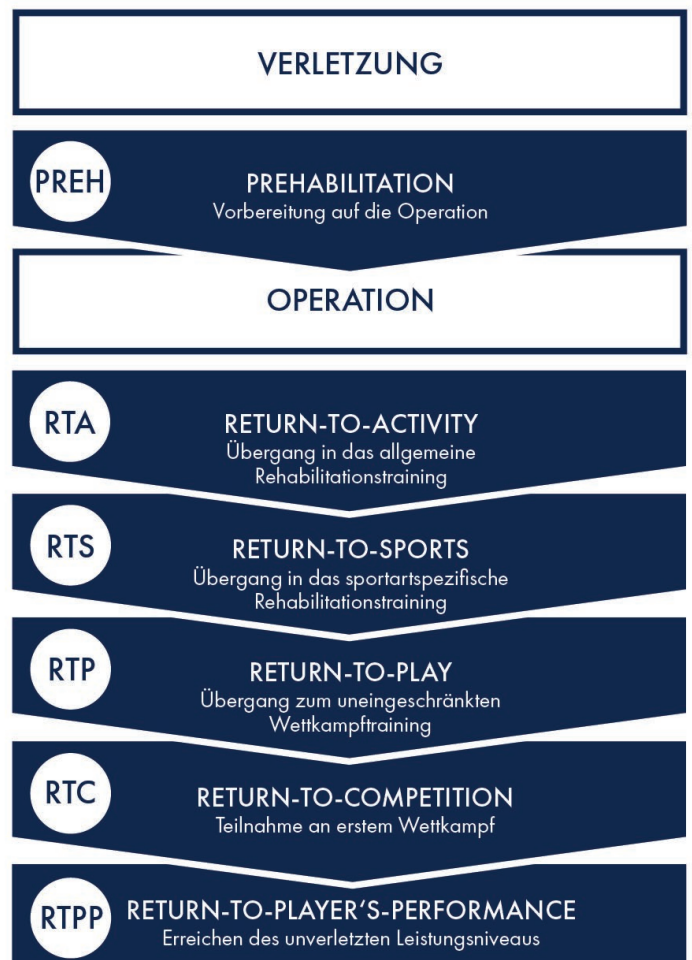 VERLETZUNG
PREH
PREHABILITATION
Vorbereitung auf die Operation
OPERATION
RTA
RETURN-TO-ACTIVITY
Übergang in das allgemeine
Rehabilitationstraining
RTS
RETURN-TO-SPORTS
Übergang in das sportartspezifische
Rehabilitationstraining
RTP
RETURN-TO-PLAY
Übergang zum uneingeschränkten
Wettkampftraining
RTC
RETURN-TO-COMPETITION
Teilnahme an erstem Wettkampf
RTPP
RETURN-TO-PLAYER‘S-PERFORMANCE
Erreichen des unverletzten Leistungsniveaus